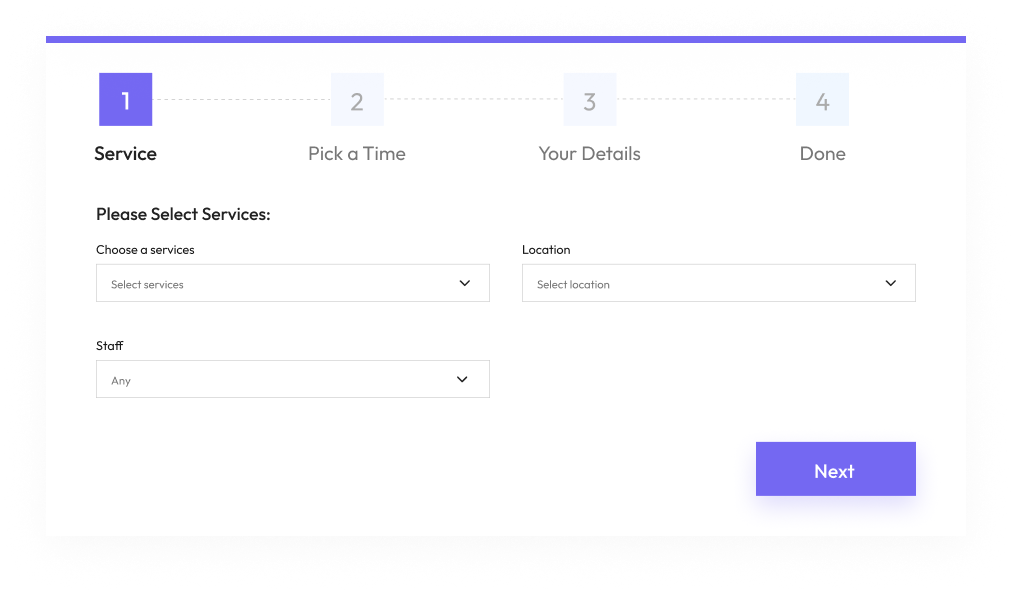 1 2 3 4
Service Pick a Time Your Details Done
Please Select Services:
Choose a services Location
Select services Select location
Staff
Any
Next